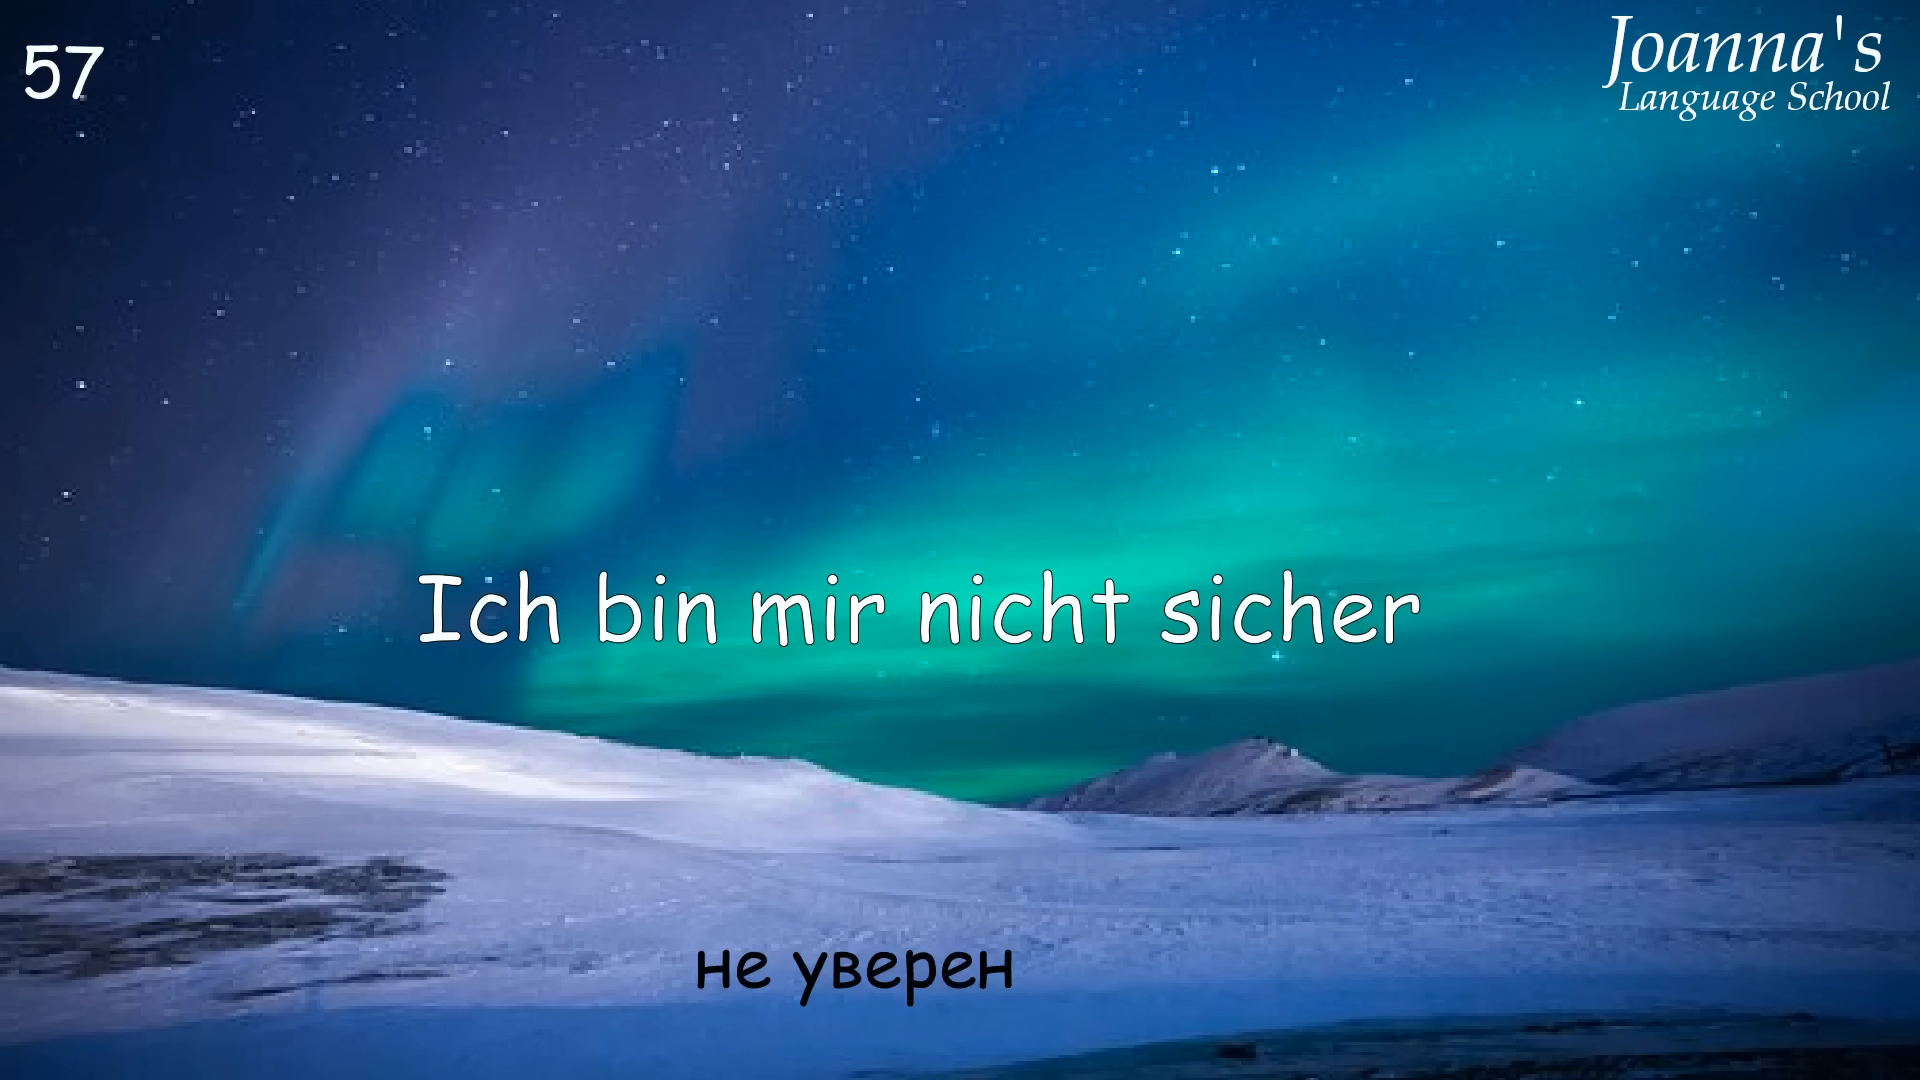 57
Joanna's
Language School
Ich bin mir nicht sicher
не уверен